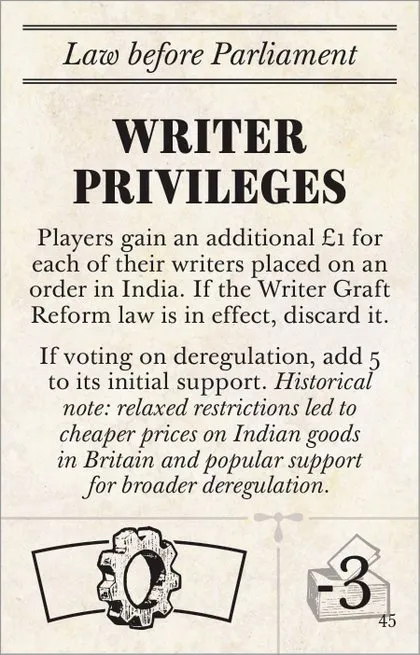 Law before Parliament
WRITER
PRIVILEGES
Players gain an additional £1 for
each of their writers placed on an
order in India. If the Writer Graft
Reform law is in effect, discard it.
If voting on deregulation, add 5
to its initial support. Historical
note: relaxed restrictions led to
cheaper prices on Indian goods
in Britain and popular support
for broader deregulation.
-3
45